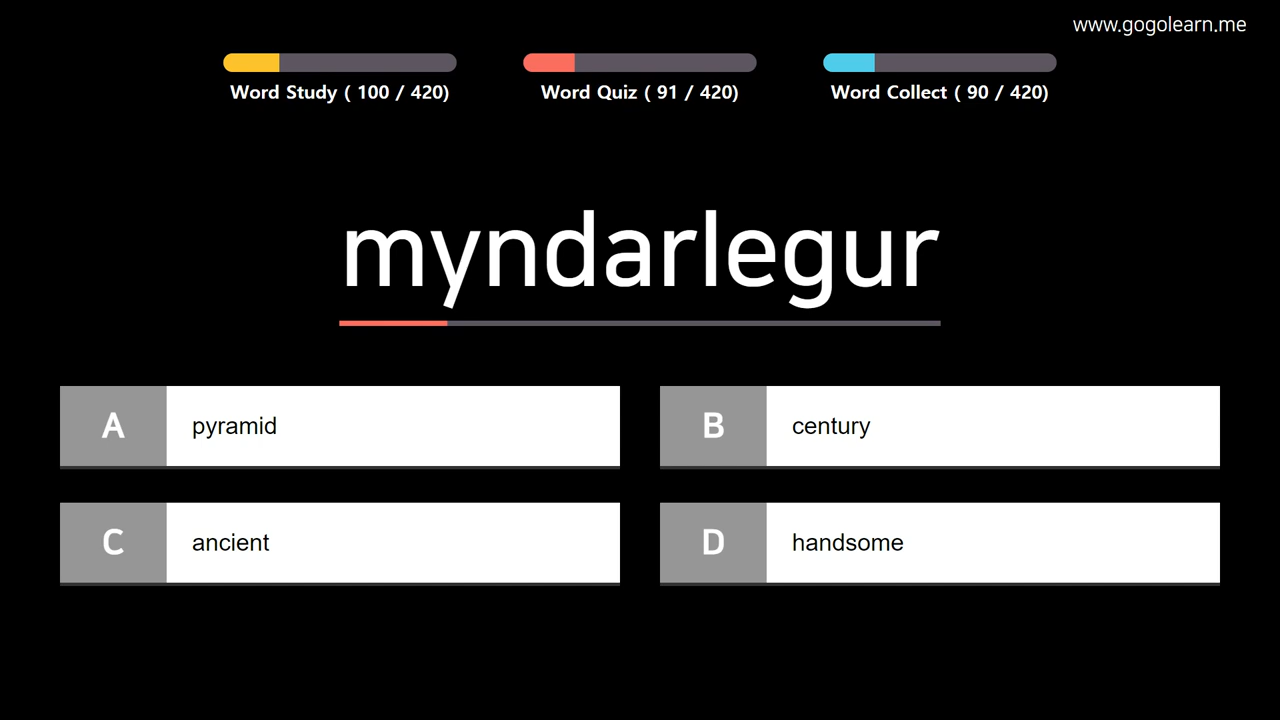 www.gogolearn.me
Word Study ( 100 / 420)
Word Quiz ( 91 / 420)
Word Collect ( 90 / 420)
myndarlegur
A pyramid
B century
C ancient
D handsome